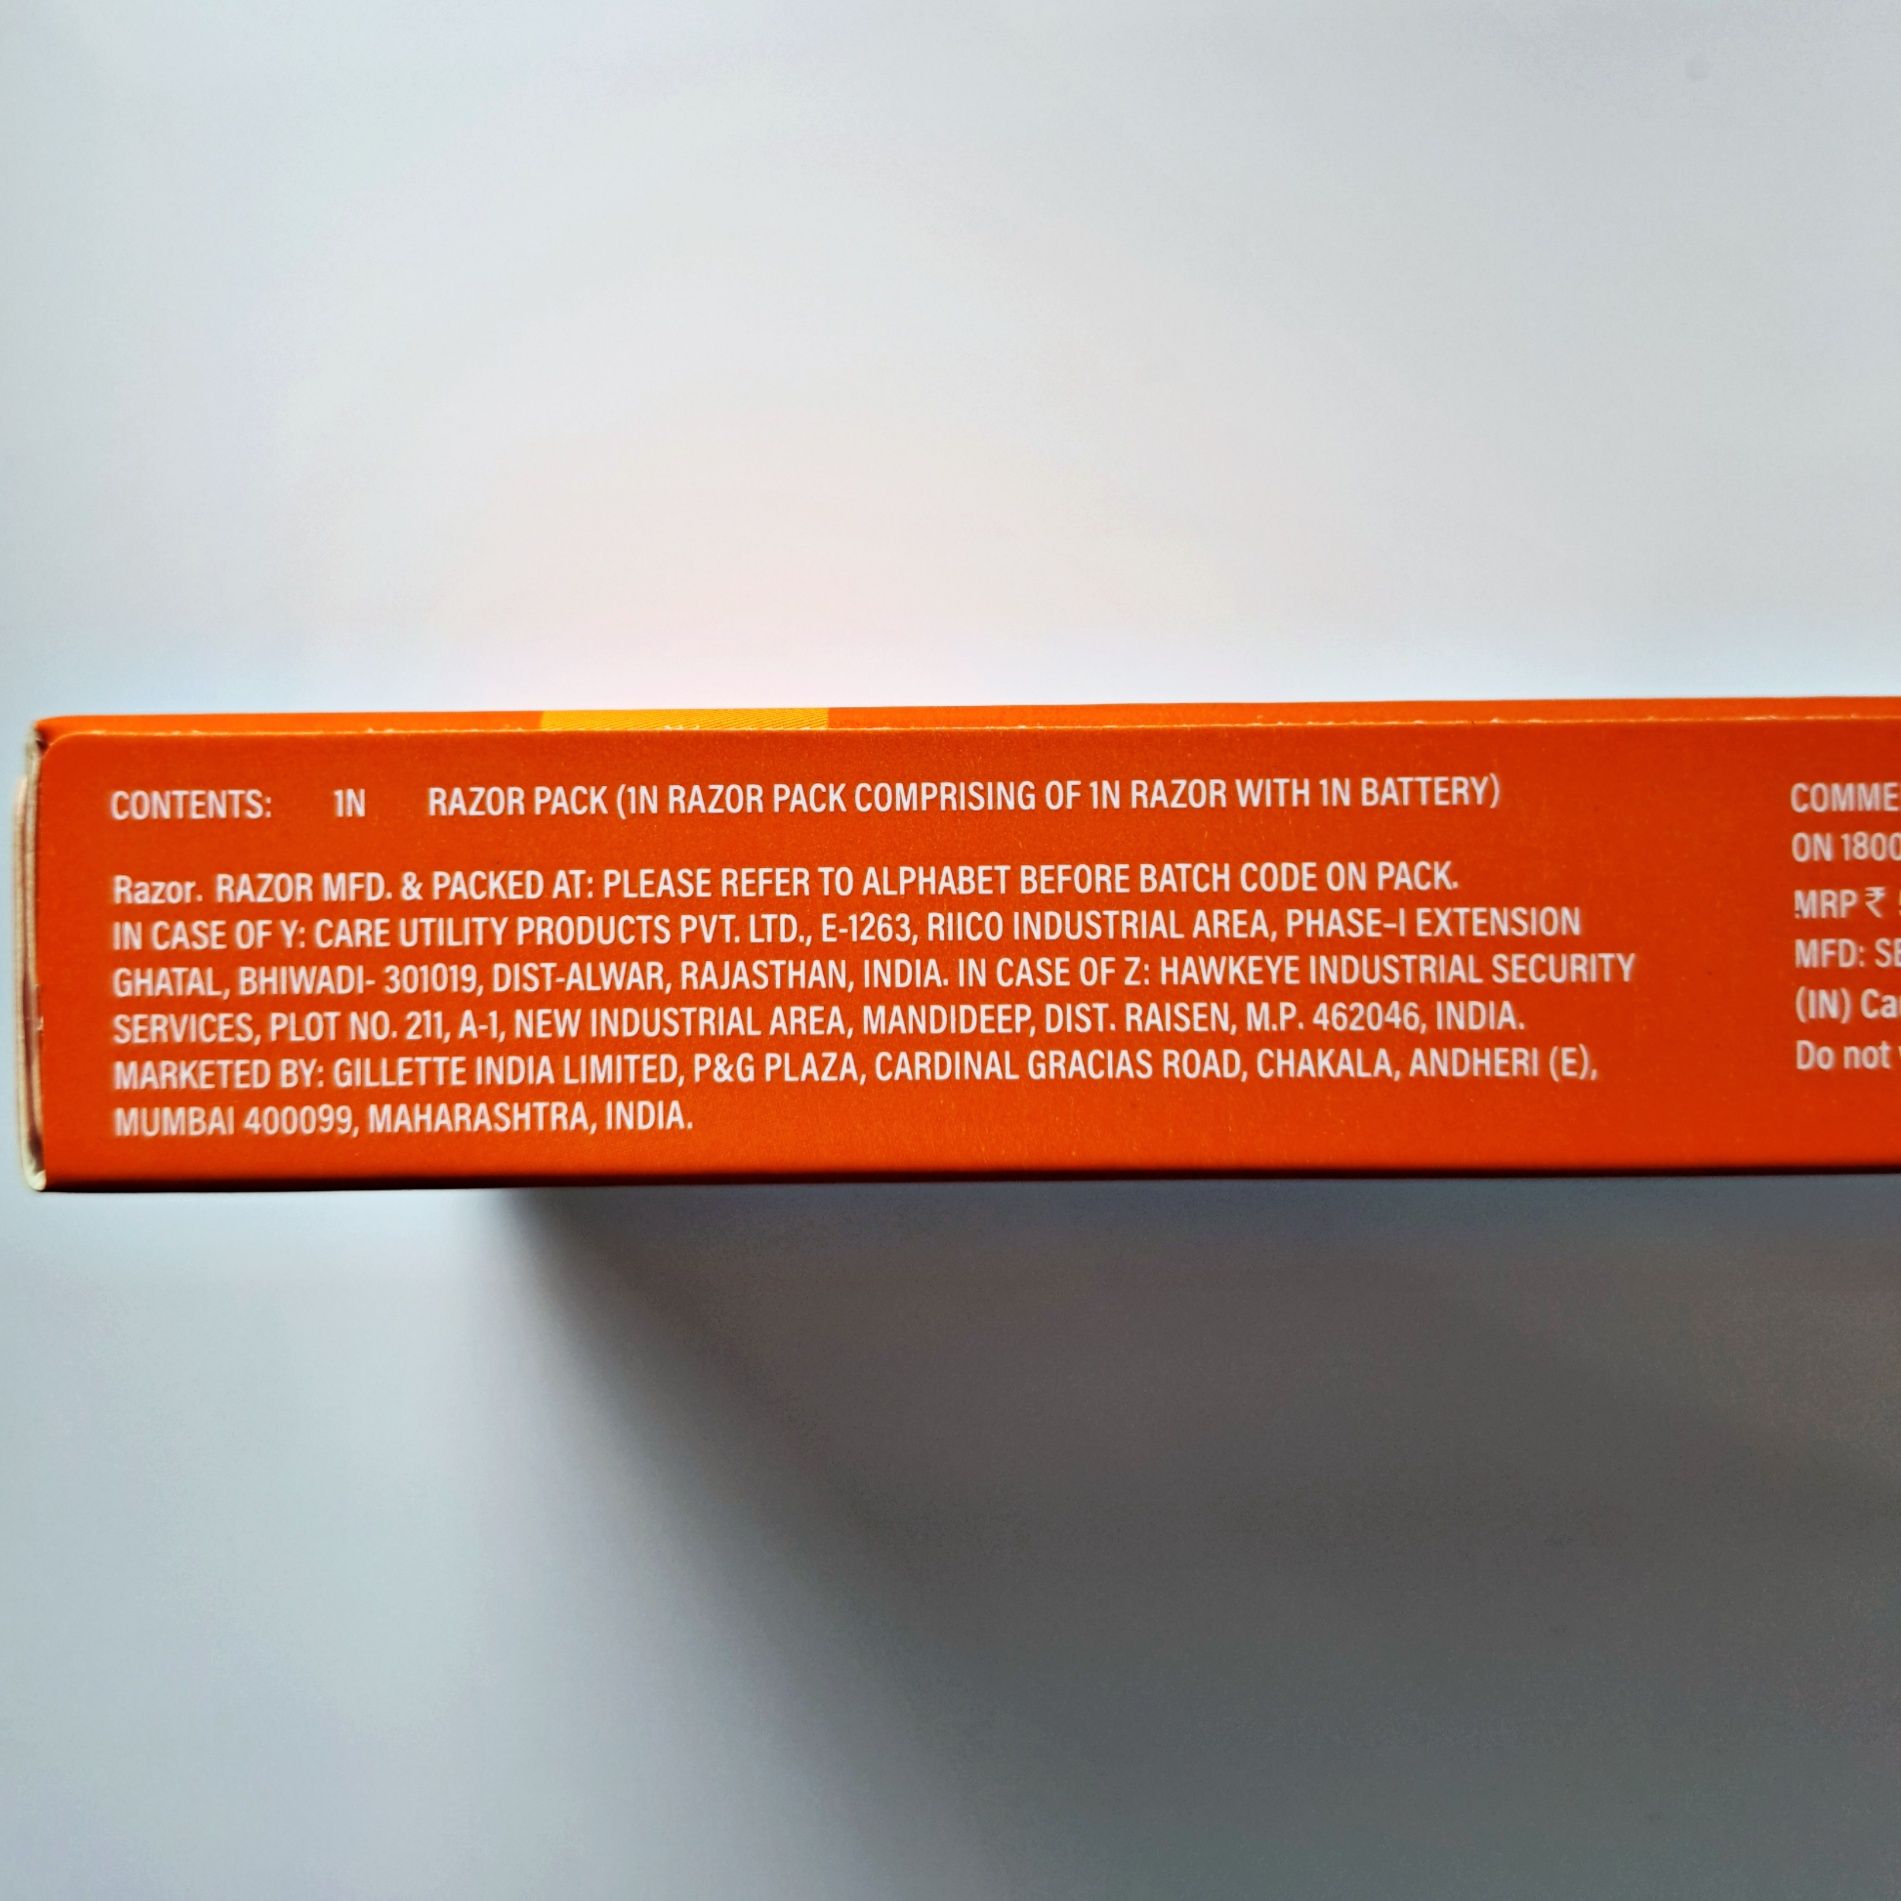 CONTENTS: 1N RAZOR PACK (1N RAZOR PACK COMPRISING OF 1N RAZOR WITH 1N BATTERY)
Razor. RAZOR MFD. & PACKED AT: PLEASE REFER TO ALPHABET BEFORE BATCH CODE ON PACK.
IN CASE OF Y: CARE UTILITY PRODUCTS PVT. LTD., E-1263, RIICO INDUSTRIAL AREA, PHASE-I EXTENSION
GHATAL, BHIWADI- 301019, DIST-ALWAR, RAJASTHAN, INDIA. IN CASE OF Z: HAWKEYE INDUSTRIAL SECURITY
SERVICES, PLOT NO. 211, A-1, NEW INDUSTRIAL AREA, MANDIDEEP, DIST. RAISEN, M.P. 462046, INDIA.
MARKETED BY: GILLETTE INDIA LIMITED, P&G PLAZA, CARDINAL GRACIAS ROAD, CHAKALA, ANDHERI (E),
MUMBAI 400099, MAHARASHTRA, INDIA.
ON 1800
MRP ₹
MFD:
(IN)
Do not